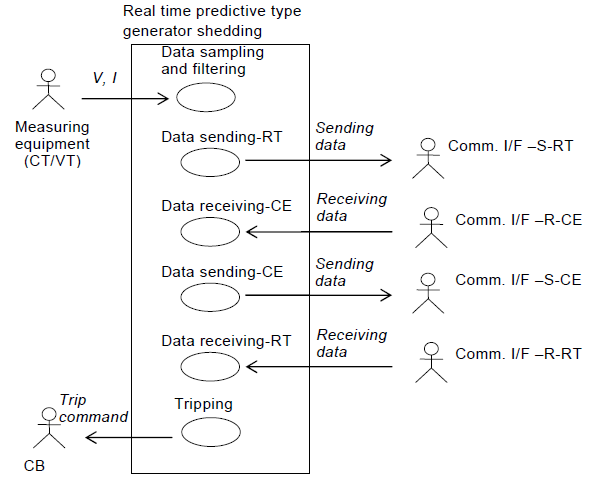 Real time predictive type
generator shedding
Data sampling
and filtering
V, I
Measuring
equipment
(CT/VT)
Data sending-RT
Sending
data
Comm. I/F –S-RT
Data receiving-CE
Receiving
data
Comm. I/F –R-CE
Data sending-CE
Sending
data
Comm. I/F –S-CE
Data receiving-RT
Receiving
data
Comm. I/F –R-RT
Tripping
Trip
command
CB